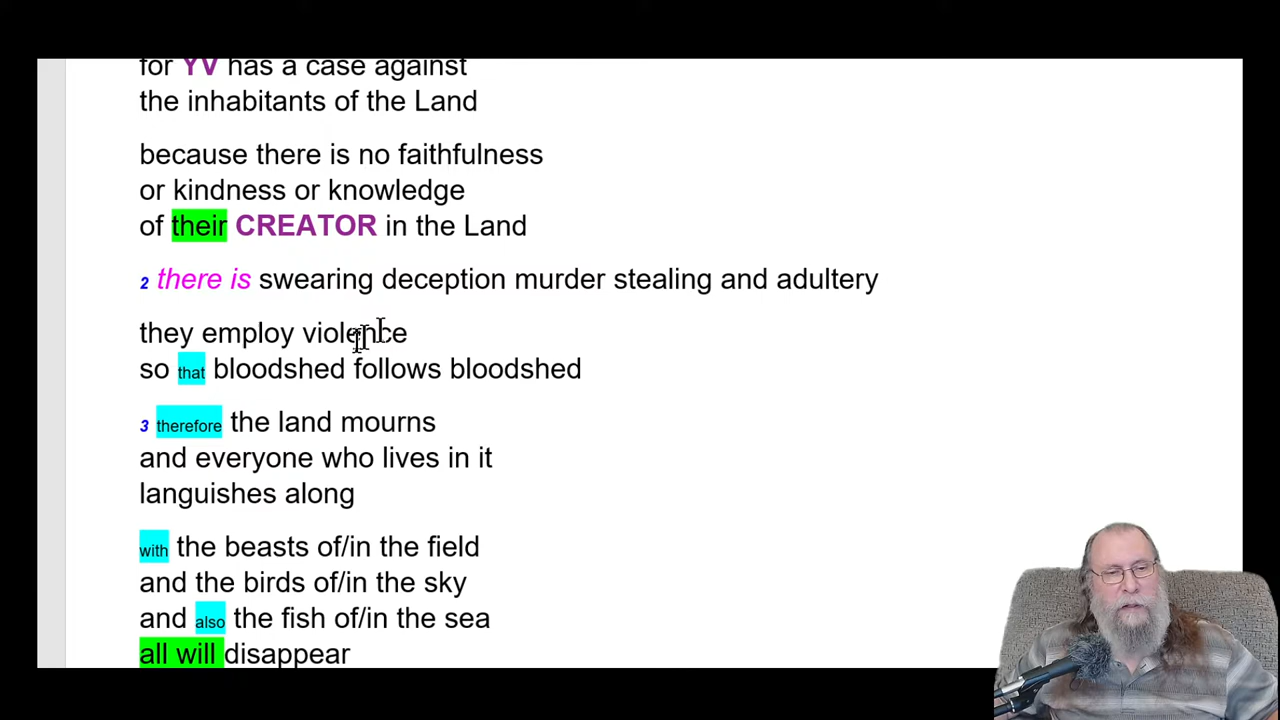 for YV has a case against
the inhabitants of the Land
because there is no faithfulness
or kindness or knowledge
of their CREATOR in the Land
2 there is swearing deception murder stealing and adultery
they employ violence
so that bloodshed follows bloodshed
3 therefore the land mourns
and everyone who lives in it
languishes along
with the beasts of/in the field
and the birds of/in the sky
and also the fish of/in the sea
all will disappear